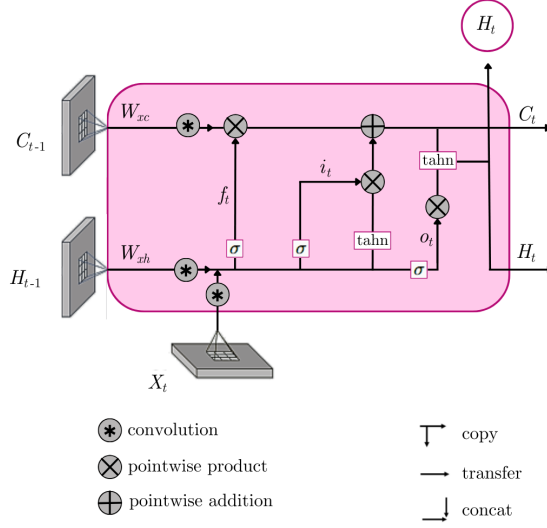 H_t
W_xc
C_t-1
C_t
i_t
f_t
tahn
σ
σ
tahn
o_t
σ
W_xh
H_t-1
H_t
X_t
convolution
copy
pointwise product
transfer
pointwise addition
concat